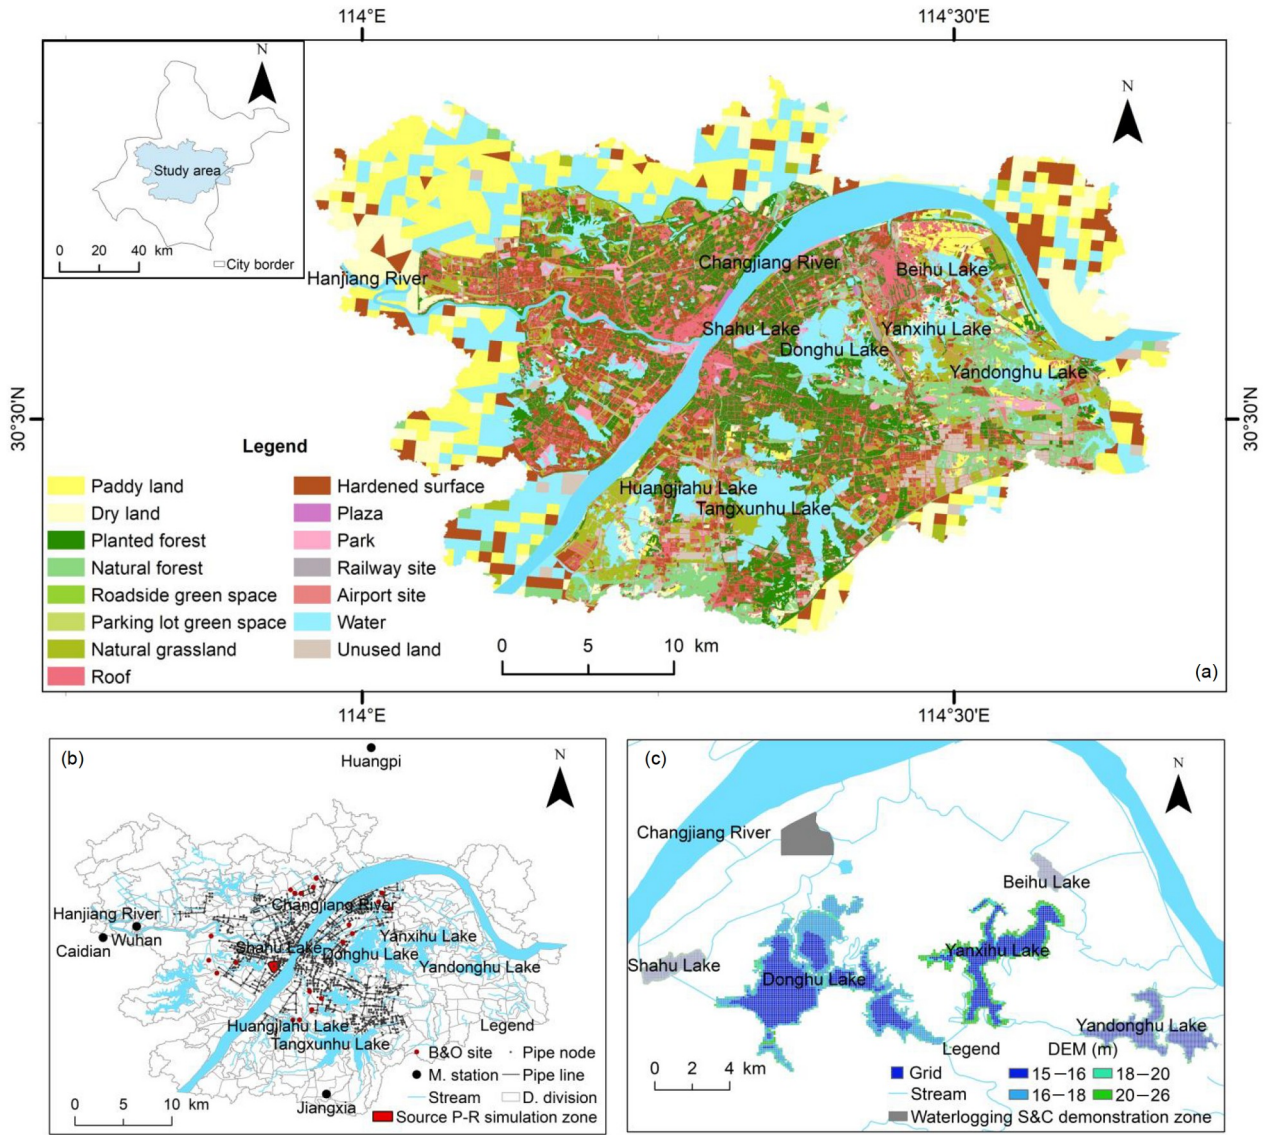 114°E
114°30′E
N
Study area
0 20 40 km
City border
N
Hanjiang River
Changjiang River
Beihu Lake
Shahu Lake
Yanxihu Lake
Donghu Lake
Yandonghu Lake
30°30′N
30°30′N
Huangjiahu Lake
Tangxunhu Lake
Legend
Paddy land
Dry land
Planted forest
Natural forest
Roadside green space
Parking lot green space
Natural grassland
Roof
Hardened surface
Plaza
Park
Railway site
Airport site
Water
Unused land
0 5 10 km
(a)
114°E
114°30′E
(b)
Huangpi
N
Changjiang River
Hanjiang River
Wuhan
Caidian
Shahu Lake
Yanxihu Lake
Donghu Lake
Yandonghu Lake
Huangjiahu Lake
Tangxunhu Lake
Legend
B&O site
Pipe node
M. station
Pipe line
Stream
D. division
Source P-R simulation zone
Jiangxia
0 5 10 km
(c)
N
Changjiang River
Beihu Lake
Yanxihu Lake
Shahu Lake
Donghu Lake
Yandonghu Lake
0 2 4 km
Legend
DEM (m)
Grid
15－16
18－20
Stream
16－18
20－26
Waterlogging S&C demonstration zone